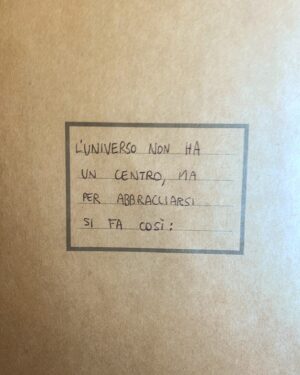 L'UNIVERSO NON HA
UN CENTRO, MA
PER ABBRACCIARSI
SI FA COSÌ: